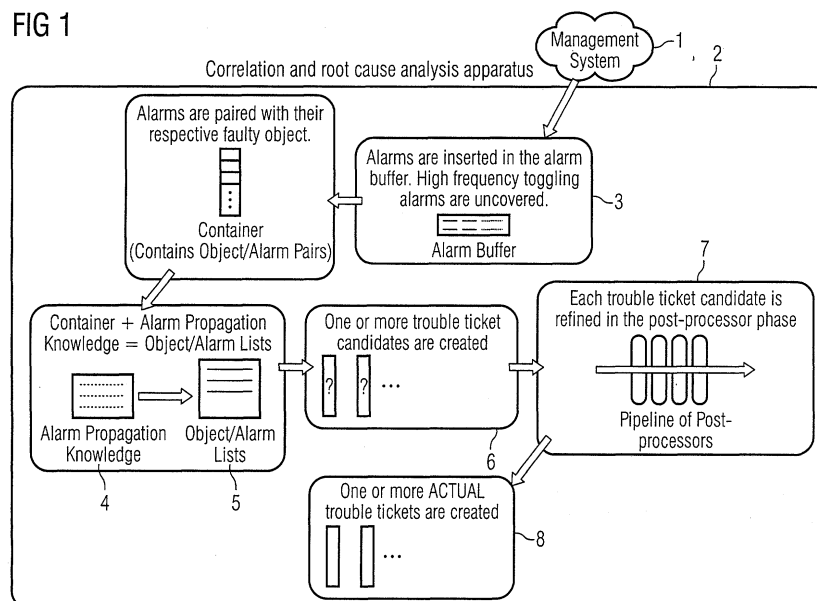 FIG 1
Management
System
1
Correlation and root cause analysis apparatus
2
Alarms are paired with their
respective faulty object.
Container
(Contains Object/Alarm Pairs)
Alarms are inserted in the alarm
buffer. High frequency toggling
alarms are uncovered.
Alarm Buffer
3
Container + Alarm Propagation
Knowledge = Object/Alarm Lists
Alarm Propagation
Knowledge
Object/Alarm
Lists
4
5
One or more trouble ticket
candidates are created
? ? ...
6
7
Each trouble ticket candidate is
refined in the post-processor phase
Pipeline of Post-
processors
One or more ACTUAL
trouble tickets are created
...
8